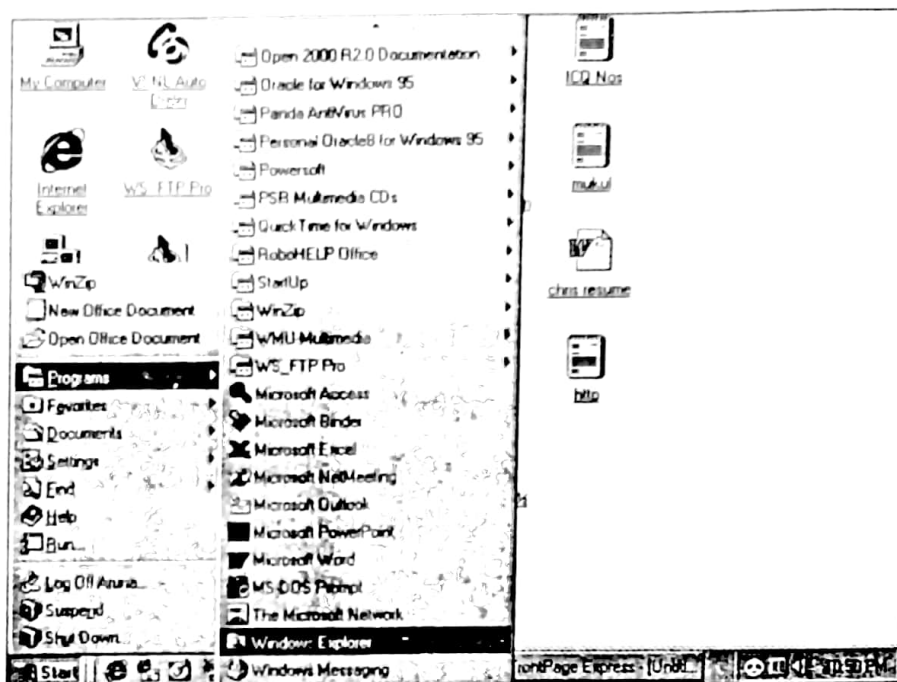 My Computer
Internet
Explorer
WS_FTP Pro
WinZip
New Office Document
Open Office Document
Programs
Favorites
Documents
Settings
Find
Help
Run...
Log Off Aruna...
Suspend
Shut Down...
Start
Open 2000 R2.0 Documentation
Oracle for Windows 95
Panda AntiVirus PRO
Personal Oracle8 for Windows 95
Powersoft
PSR Multimedia CDs
QuickTime for Windows
RoboHELP Office
StartUp
WinZip
WMU Multimedia
WS_FTP Pro
Microsoft Access
Microsoft Binder
Microsoft Excel
Microsoft NetMeeting
Microsoft Outlook
Microsoft PowerPoint
Microsoft Word
MS-DOS Prompt
The Microsoft Network
Windows Explorer
Windows Messaging
ICQ Nos
mukul
chris resume
http
rontPage Express - [Untitl...